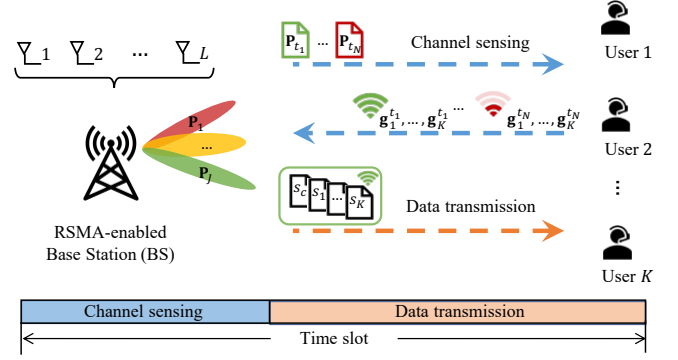 1 2 ... L
P_1
...
P_J
RSMA-enabled
Base Station (BS)
P_{t_1} ... P_{t_N}
Channel sensing
g_1^{t_1}, ..., g_K^{t_1} ... g_1^{t_N}, ..., g_K^{t_N}
s_c s_1 ... s_K
Data transmission
User 1
User 2
⋮
User K
Channel sensing Data transmission
Time slot